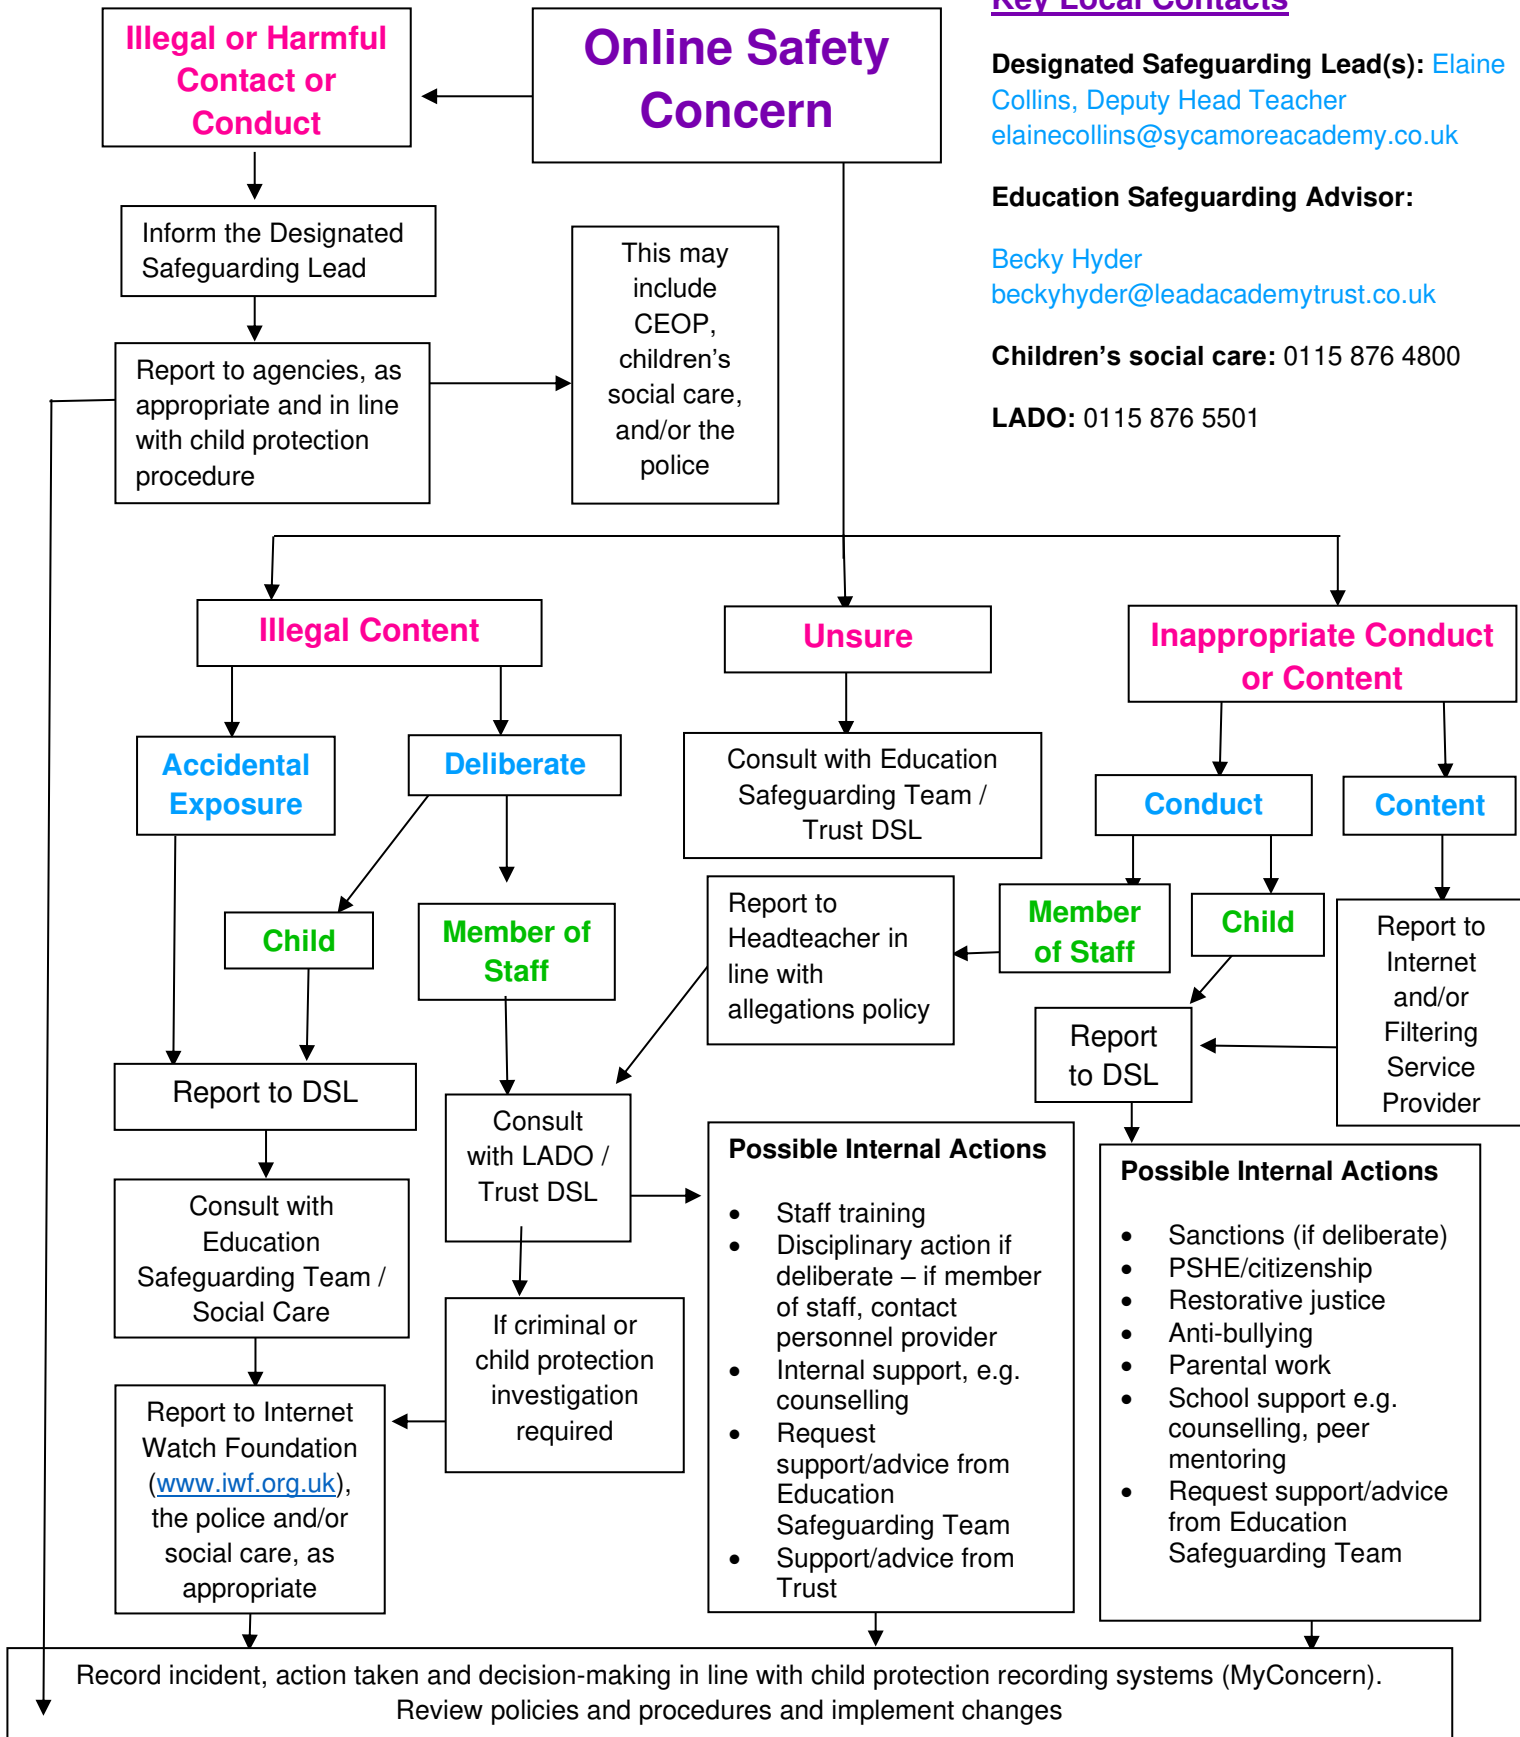 Key Local Contacts
Illegal or Harmful
Contact or
Conduct
Online Safety
Concern
Designated Safeguarding Lead(s): Elaine
Collins, Deputy Head Teacher
elainecollins@sycamoreacademy.co.uk
Education Safeguarding Advisor:
Becky Hyder
beckyhyder@leadacademytrust.co.uk
Children’s social care: 0115 876 4800
LADO: 0115 876 5501
Inform the Designated
Safeguarding Lead
Report to agencies, as
appropriate and in line
with child protection
procedure
This may
include
CEOP,
children’s
social care,
and/or the
police
Illegal Content
Unsure
Inappropriate Conduct
or Content
Accidental
Exposure
Deliberate
Consult with Education
Safeguarding Team /
Trust DSL
Conduct
Content
Child
Member of
Staff
Report to
Headteacher in
line with
allegations policy
Member
of Staff
Child
Report to
Internet
and/or
Filtering
Service
Provider
Report to DSL
Consult
with LADO /
Trust DSL
Report
to DSL
Consult with
Education
Safeguarding Team /
Social Care
If criminal or
child protection
investigation
required
Report to Internet
Watch Foundation
(www.iwf.org.uk),
the police and/or
social care, as
appropriate
Possible Internal Actions
• Staff training
• Disciplinary action if
deliberate – if member
of staff, contact
personnel provider
• Internal support, e.g.
counselling
• Request
support/advice from
Education
Safeguarding Team
• Support/advice from
Trust
Possible Internal Actions
• Sanctions (if deliberate)
• PSHE/citizenship
• Restorative justice
• Anti-bullying
• Parental work
• School support e.g.
counselling, peer
mentoring
• Request support/advice
from Education
Safeguarding Team
Record incident, action taken and decision-making in line with child protection recording systems (MyConcern).
Review policies and procedures and implement changes